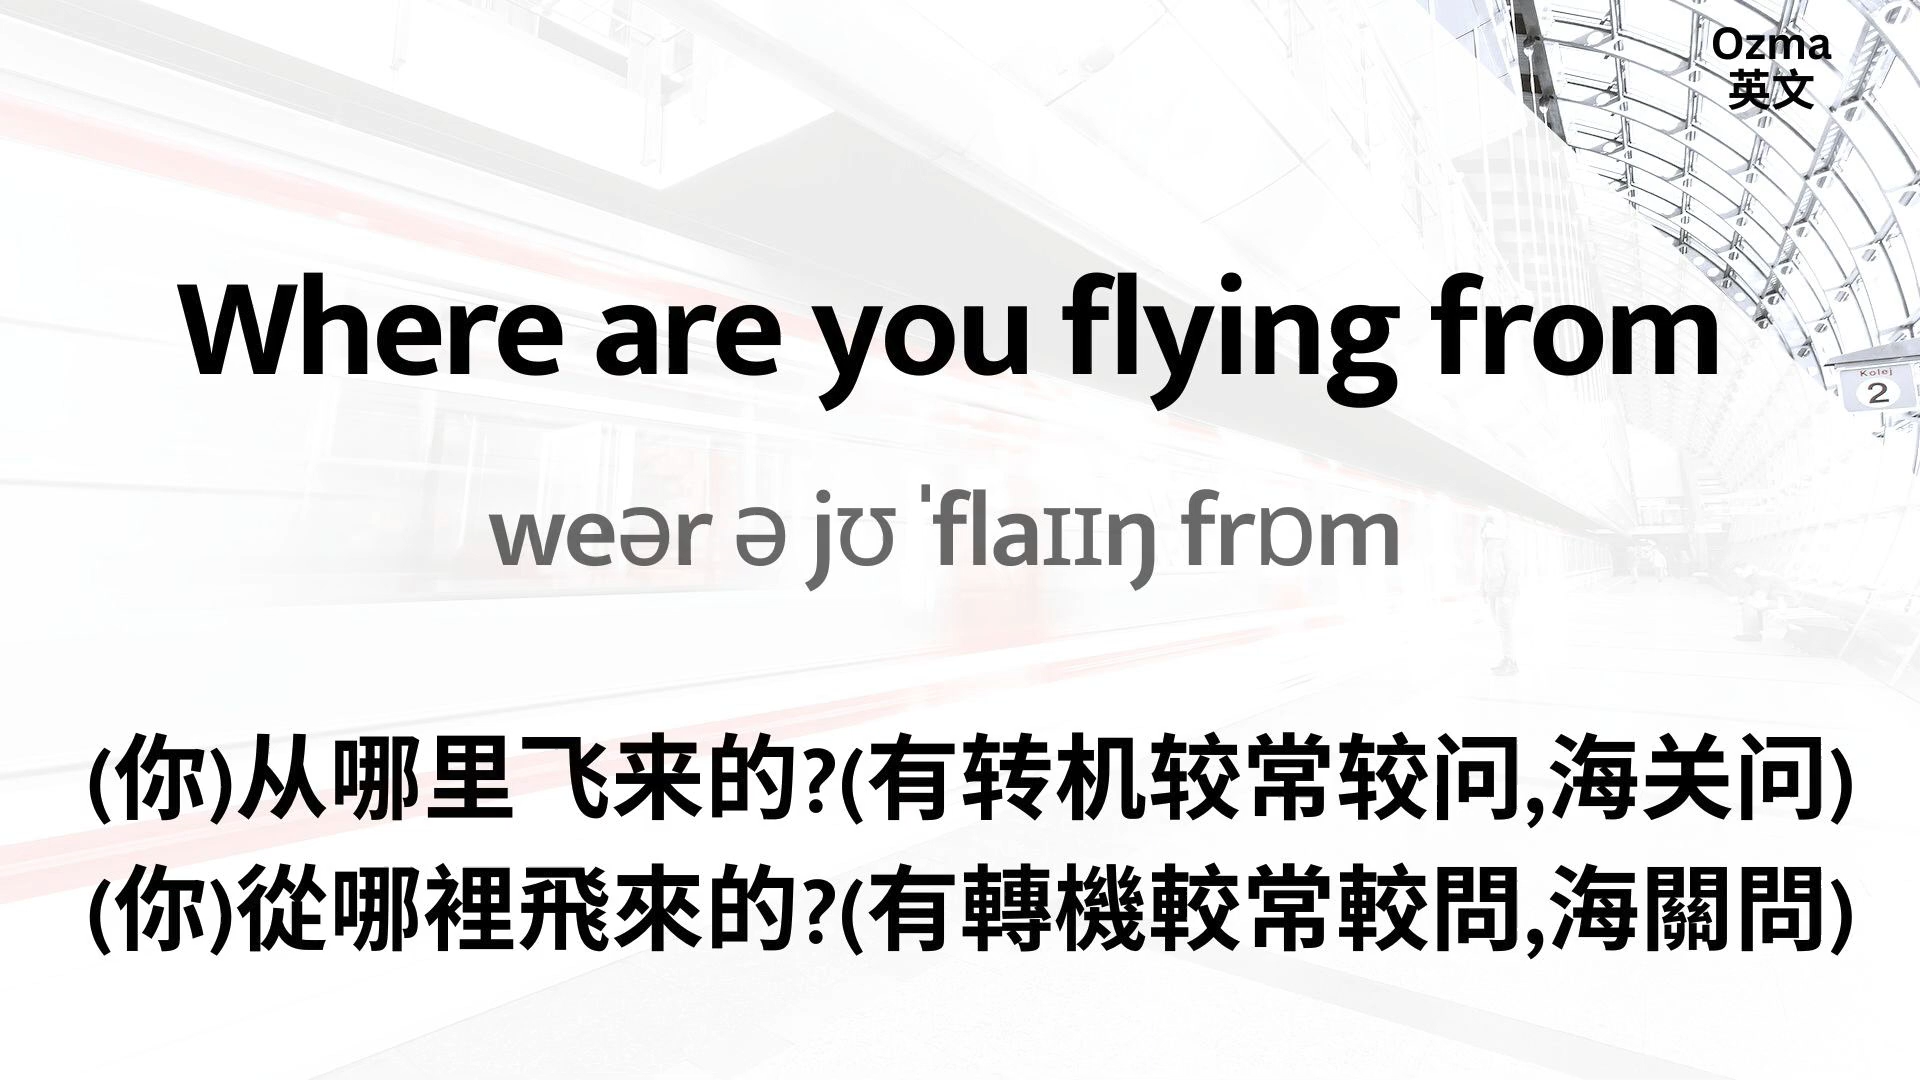 Ozma
英文
Where are you flying from
Kolej
2
weər ə jʊ ˈflaɪɪŋ frɒm
(你)从哪里飞来的?(有转机较常较问,海关问)
(你)從哪裡飛來的?(有轉機較常較問,海關問)